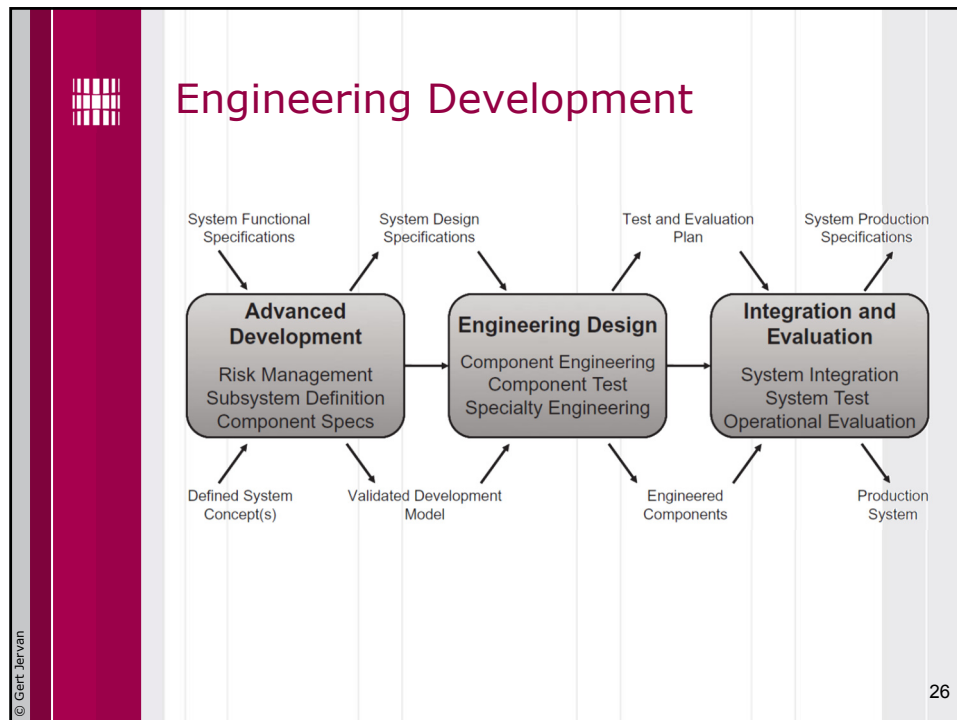 Engineering Development
System Functional
Specifications
System Design
Specifications
Test and Evaluation
Plan
System Production
Specifications
Advanced
Development
Risk Management
Subsystem Definition
Component Specs
Engineering Design
Component Engineering
Component Test
Specialty Engineering
Integration and
Evaluation
System Integration
System Test
Operational Evaluation
Defined System
Concept(s)
Validated Development
Model
Engineered
Components
Production
System
© Gert Jervan
26